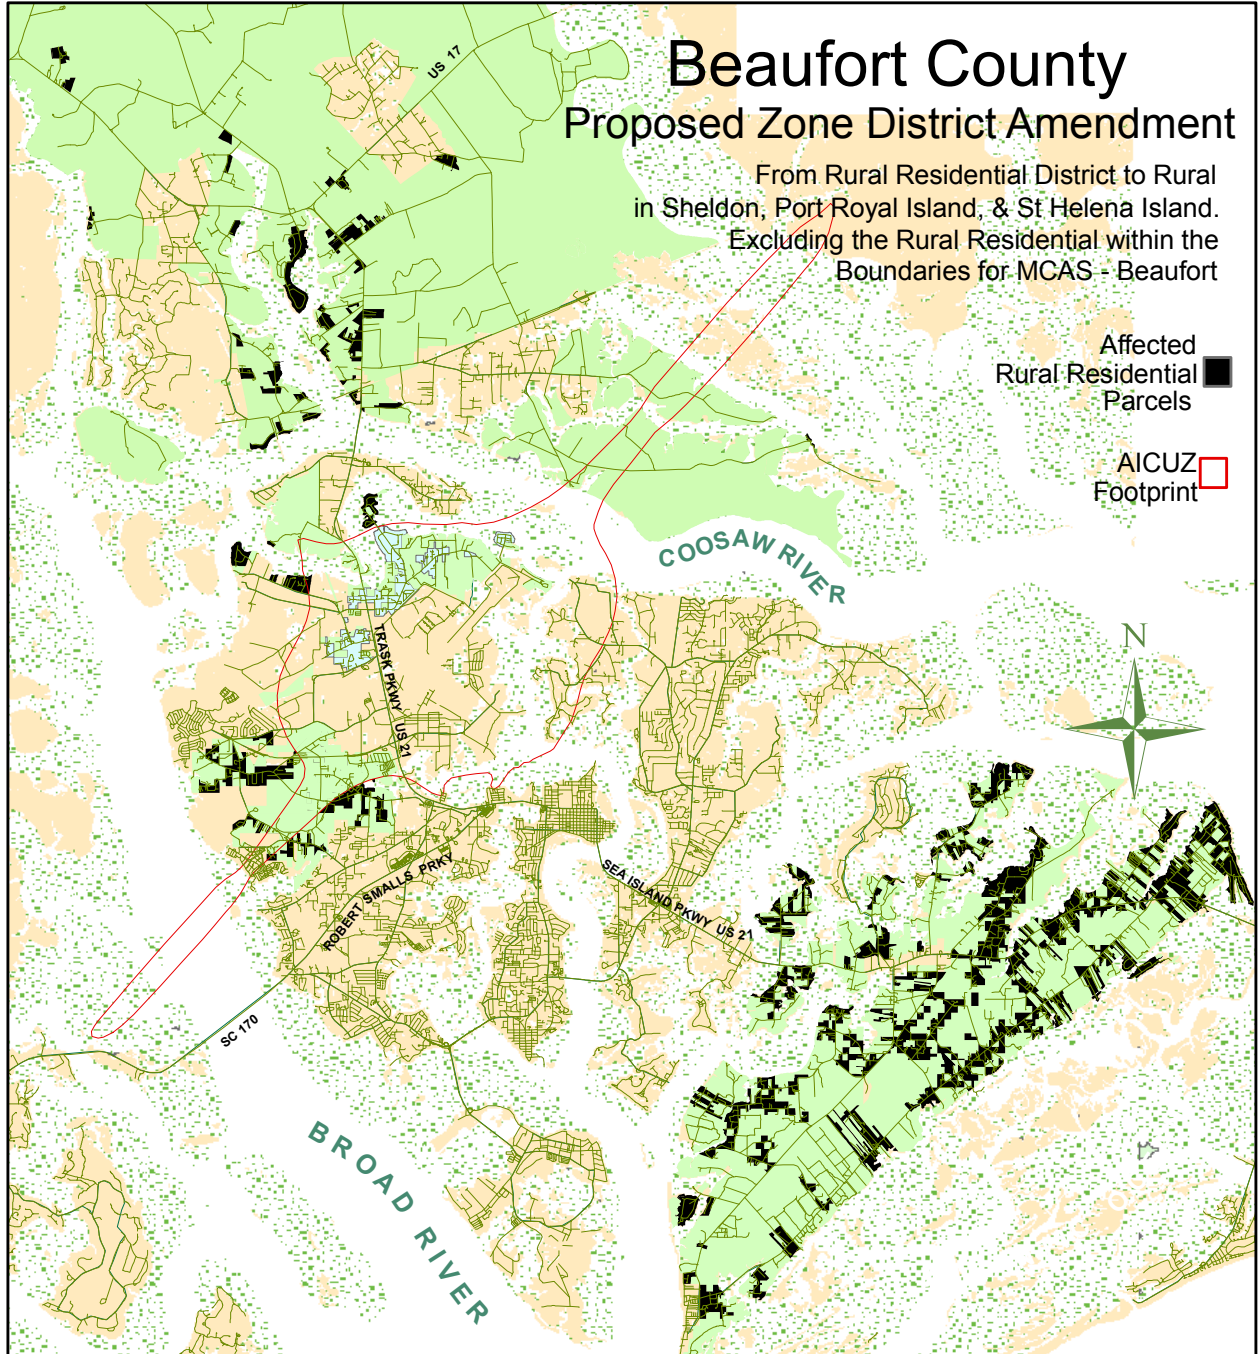 Beaufort County
Proposed Zone District Amendment
From Rural Residential District to Rural
in Sheldon, Port Royal Island, & St Helena Island.
Excluding the Rural Residential within the
Boundaries for MCAS - Beaufort
US 17
Affected
Rural Residential
Parcels
AICUZ
Footprint
COOSAW RIVER
N
TRASK PKWY US 21
SEA ISLAND PKWY US 21
ROBERT SMALLS PRKY
SC 170
BROAD RIVER